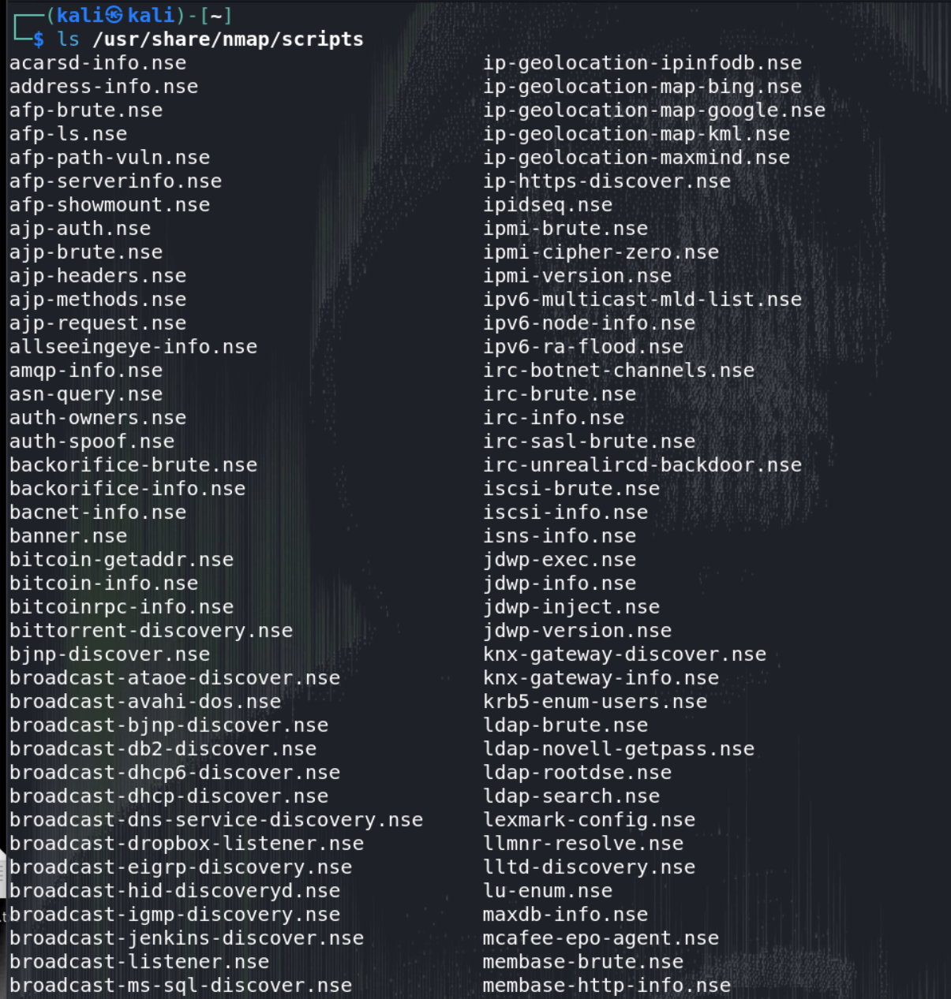 ┌──(kali㉿kali)-[~]
└─$ ls /usr/share/nmap/scripts
acarsd-info.nse ip-geolocation-ipinfodb.nse
address-info.nse ip-geolocation-map-bing.nse
afp-brute.nse ip-geolocation-map-google.nse
afp-ls.nse ip-geolocation-map-kml.nse
afp-path-vuln.nse ip-geolocation-maxmind.nse
afp-serverinfo.nse ip-https-discover.nse
afp-showmount.nse ipidseq.nse
ajp-auth.nse ipmi-brute.nse
ajp-brute.nse ipmi-cipher-zero.nse
ajp-headers.nse ipmi-version.nse
ajp-methods.nse ipv6-multicast-mld-list.nse
ajp-request.nse ipv6-node-info.nse
allseeingeye-info.nse ipv6-ra-flood.nse
amqp-info.nse irc-botnet-channels.nse
asn-query.nse irc-brute.nse
auth-owners.nse irc-info.nse
auth-spoof.nse irc-sasl-brute.nse
backorifice-brute.nse irc-unrealircd-backdoor.nse
backorifice-info.nse iscsi-brute.nse
bacnet-info.nse iscsi-info.nse
banner.nse isns-info.nse
bitcoin-getaddr.nse jdwp-exec.nse
bitcoin-info.nse jdwp-info.nse
bitcoinrpc-info.nse jdwp-inject.nse
bittorrent-discovery.nse jdwp-version.nse
bjnp-discover.nse knx-gateway-discover.nse
broadcast-ataoe-discover.nse knx-gateway-info.nse
broadcast-avahi-dos.nse krb5-enum-users.nse
broadcast-bjnp-discover.nse ldap-brute.nse
broadcast-db2-discover.nse ldap-novell-getpass.nse
broadcast-dhcp6-discover.nse ldap-rootdse.nse
broadcast-dhcp-discover.nse ldap-search.nse
broadcast-dns-service-discovery.nse lexmark-config.nse
broadcast-dropbox-listener.nse llmnr-resolve.nse
broadcast-eigrp-discovery.nse lltd-discovery.nse
broadcast-hid-discoveryd.nse lu-enum.nse
broadcast-igmp-discovery.nse maxdb-info.nse
broadcast-jenkins-discover.nse mcafee-epo-agent.nse
broadcast-listener.nse membase-brute.nse
broadcast-ms-sql-discover.nse membase-http-info.nse